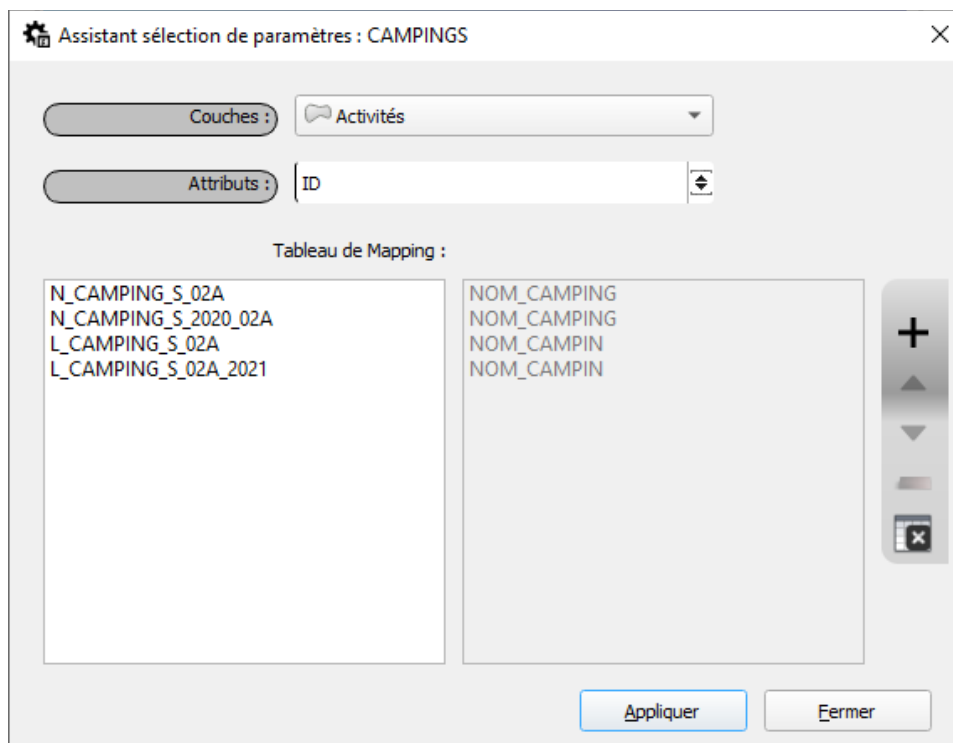 Assistant sélection de paramètres : CAMPINGS
Couches :
Activités
Attributs :
ID
Tableau de Mapping :
N_CAMPING_S_02A
NOM_CAMPING
N_CAMPING_S_2020_02A
NOM_CAMPING
L_CAMPING_S_02A
NOM_CAMPIN
L_CAMPING_S_02A_2021
NOM_CAMPIN
Appliquer
Fermer